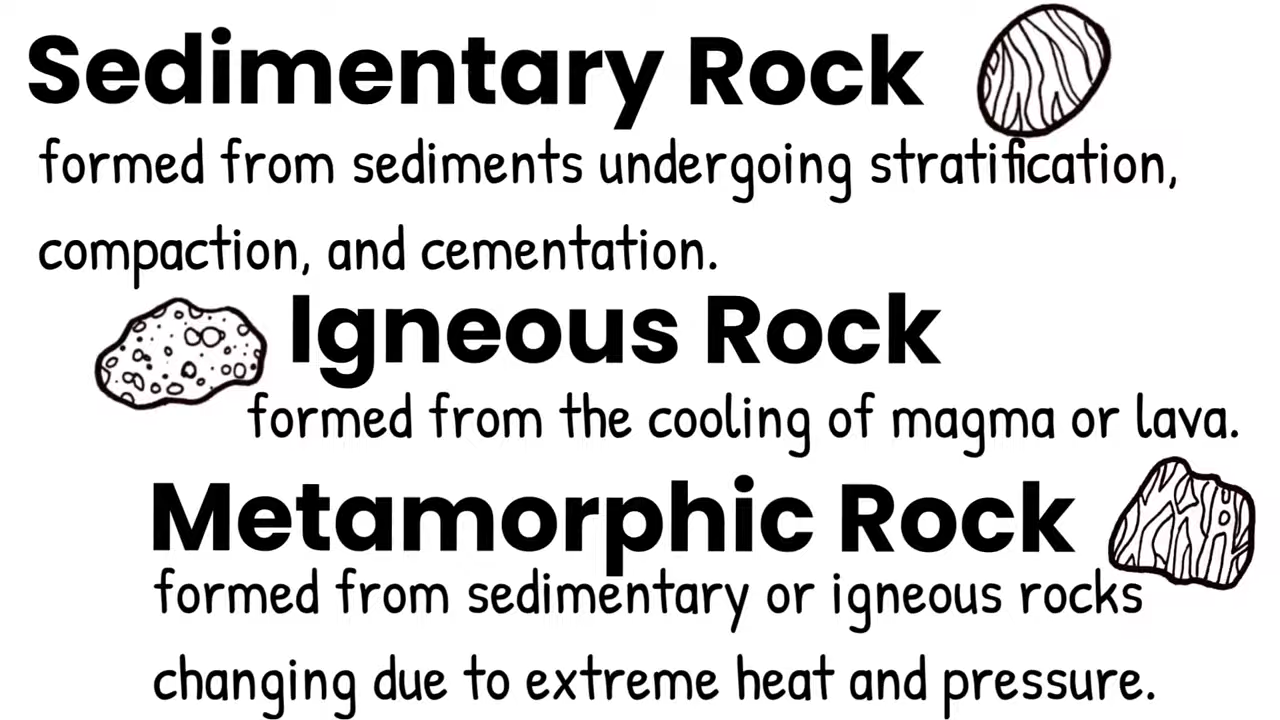 Sedimentary Rock
formed from sediments undergoing stratification,
compaction, and cementation.
Igneous Rock
formed from the cooling of magma or lava.
Metamorphic Rock
formed from sedimentary or igneous rocks
changing due to extreme heat and pressure.